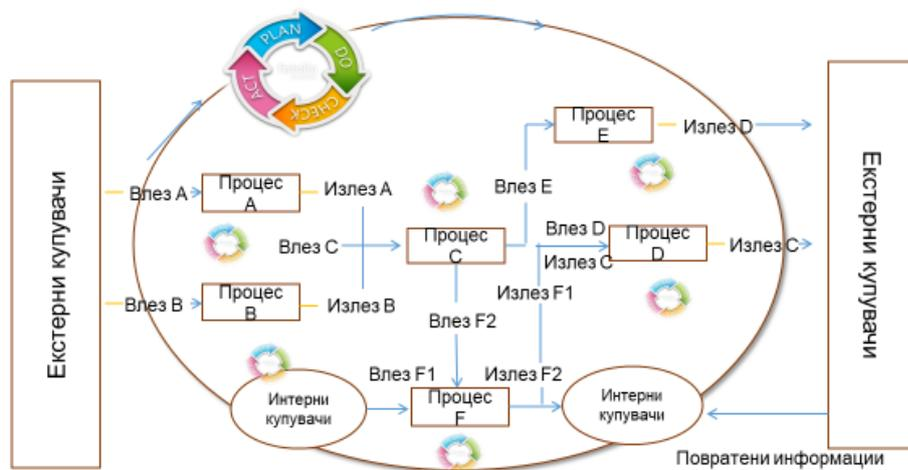 PLAN
DO
CHECK
ACT
Екстерни купувачи
Влез A
Процес
A
Излез A
Влез B
Процес
B
Излез B
Влез C
Процес
C
Влез E
Процес
E
Излез D
Влез D
Излез C
Процес
D
Излез C
Излез F1
Влез F2
Влез F1
Излез F2
Интерни
купувачи
Процес
F
Интерни
купувачи
Екстерни купувачи
Повратени информации